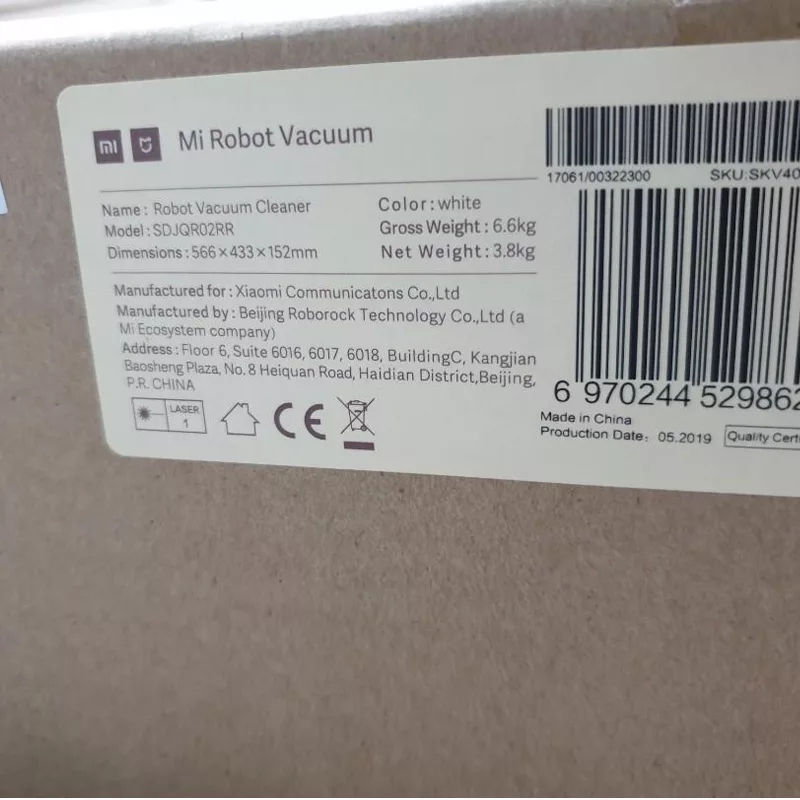 mi
Mi Robot Vacuum
Name : Robot Vacuum Cleaner
Model : SDJQR02RR
Dimensions : 566×433×152mm
Color : white
Gross Weight : 6.6kg
Net Weight : 3.8kg
Manufactured for : Xiaomi Communicatons Co.,Ltd
Manufactured by : Beijing Roborock Technology Co.,Ltd (a
Mi Ecosystem company)
Address : Floor 6, Suite 6016, 6017, 6018, BuildingC, Kangjian
Baosheng Plaza, No. 8 Heiquan Road, Haidian District,Beijing,
P.R. CHINA
LASER
1
CE
17061/00322300
SKU:SKV40
6 970244 529862
Made in China
Production Date: 05.2019
Quality Certi